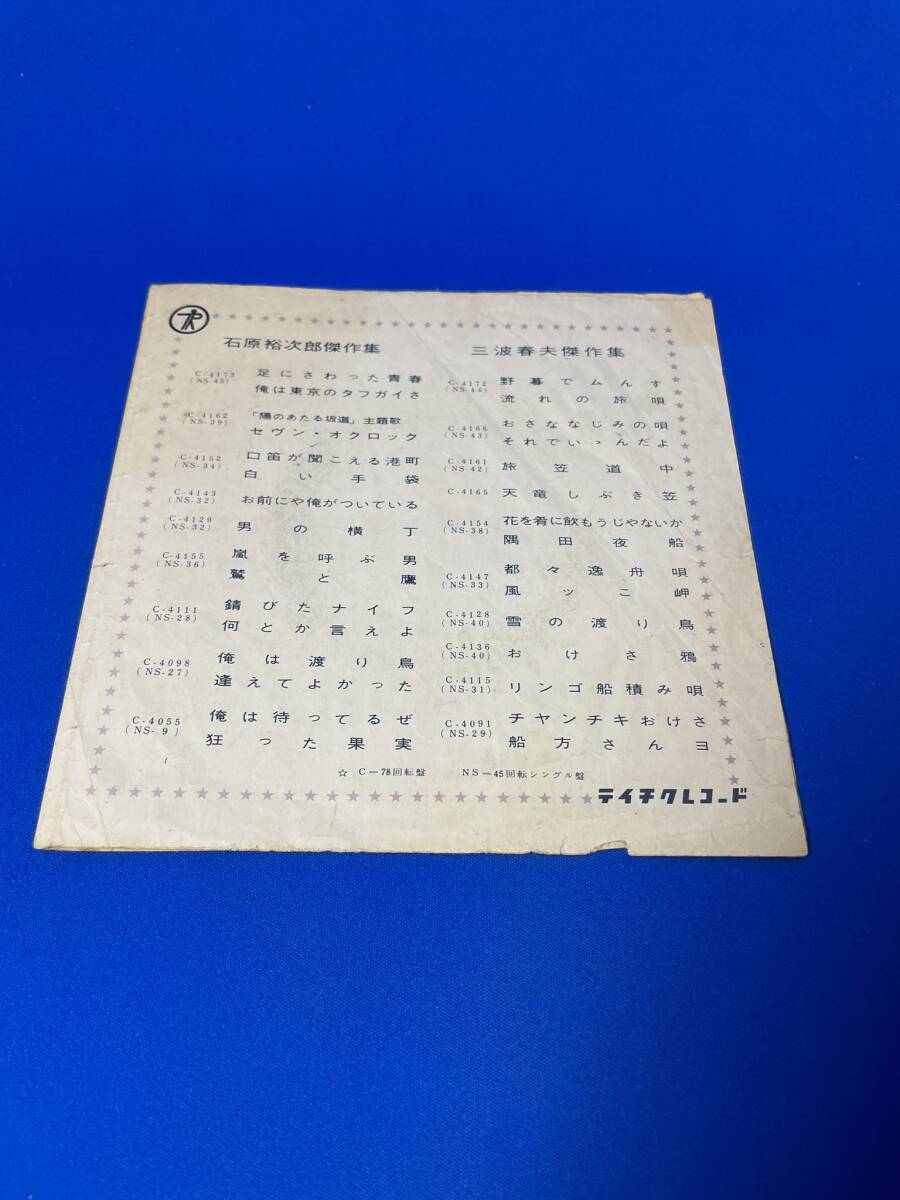 石原裕次郎傑作集
C-4173
(NS-45)
足にさわった青春
俺は東京のタフガイさ
C-4162
(NS-39)
「陽のあたる坂道」主題歌
セヴン・オクロック
C-4152
(NS-34)
口笛が聞こえる港町
白い手袋
C-4143
(NS-32)
お前にや俺がついている
C-4129
(NS-32)
男の横丁
C-4155
(NS-36)
嵐を呼ぶ男
鷲と鷹
C-4111
(NS-28)
錆びたナイフ
何とか言えよ
C-4098
(NS-27)
俺は渡り鳥
逢えてよかった
C-4055
(NS-9)
俺は待ってるぜ
狂った果実
三波春夫傑作集
C-4172
(NS-44)
野暮でムんす
流れの旅唄
C-4166
(NS-43)
おさななじみの唄
それでいゝんだよ
C-4161
(NS-42)
旅笠道中
C-4165
天竜しぶき笠
C-4154
(NS-38)
花を肴に飲もうじゃないか
隅田夜船
C-4147
(NS-33)
都々逸舟唄
風ッこ岬
C-4128
(NS-40)
雪の渡り鳥
C-4136
(NS-40)
おけさ鴉
C-4115
(NS-31)
リンゴ船積み唄
C-4091
(NS-29)
チヤンチキおけさ
船方さんヨ
☆ C—78回転盤 NS—45回転シングル盤
テイチクレコード